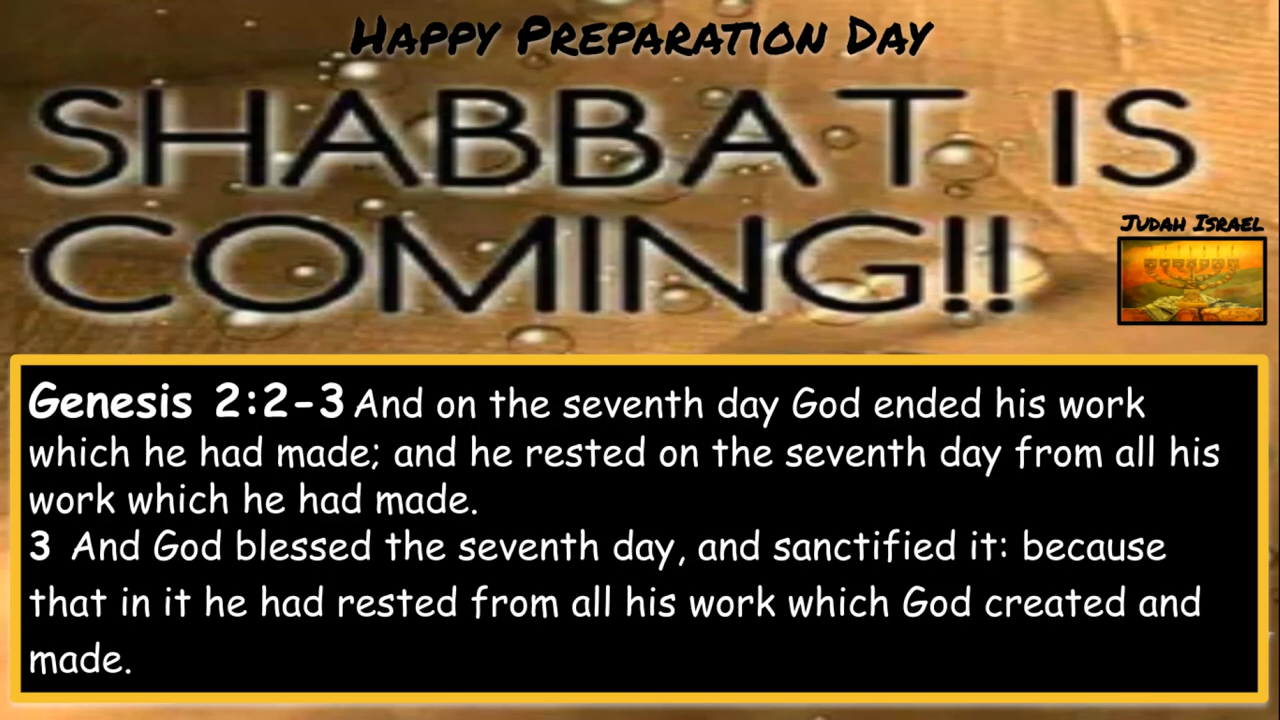 Happy Preparation Day
SHABBAT IS
COMING!!
Judah Israel
Genesis 2:2-3 And on the seventh day God ended his work
which he had made; and he rested on the seventh day from all his
work which he had made.
3 And God blessed the seventh day, and sanctified it: because
that in it he had rested from all his work which God created and
made.